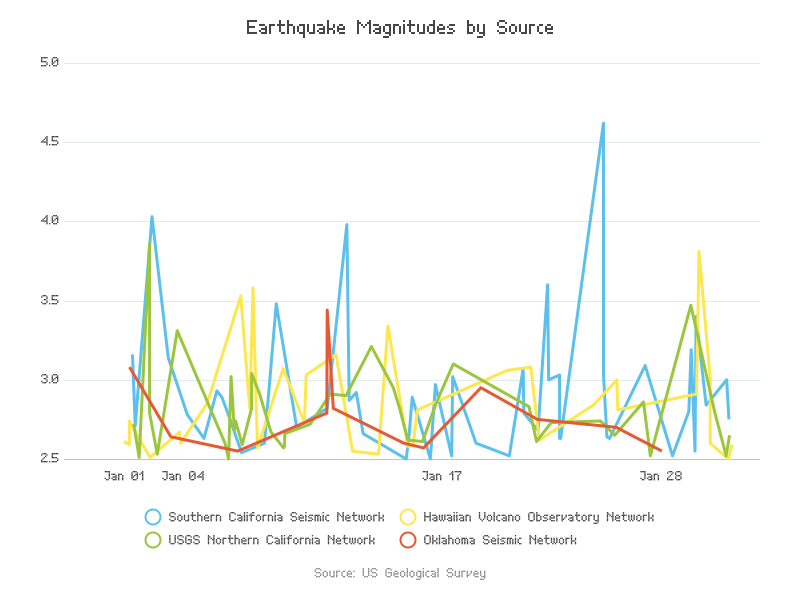 Earthquake Magnitudes by Source
5.0
4.5
4.0
3.5
3.0
2.5
Jan 01 Jan 04 Jan 17 Jan 28
Southern California Seismic Network Hawaiian Volcano Observatory Network
USGS Northern California Network Oklahoma Seismic Network
Source: US Geological Survey